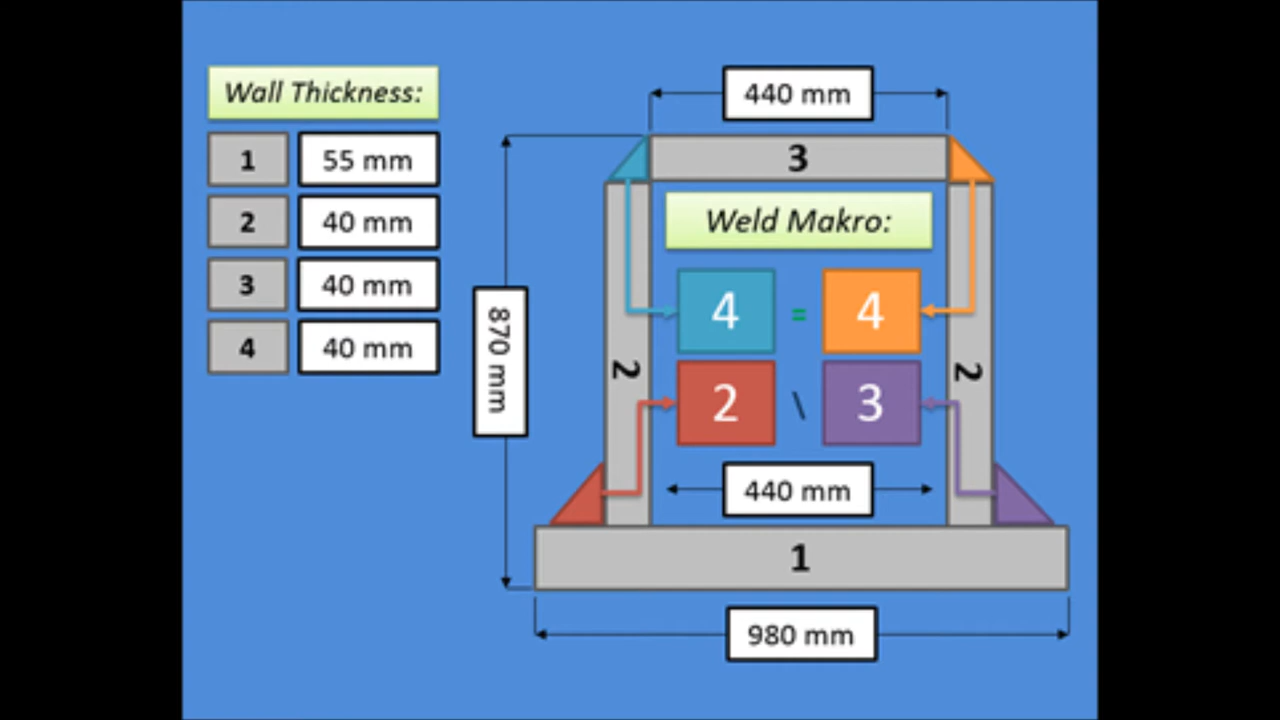 Wall Thickness:
1 55 mm
2 40 mm
3 40 mm
4 40 mm
440 mm
3
Weld Makro:
4 = 4
2 \ 3
870 mm
2
2
440 mm
1
980 mm